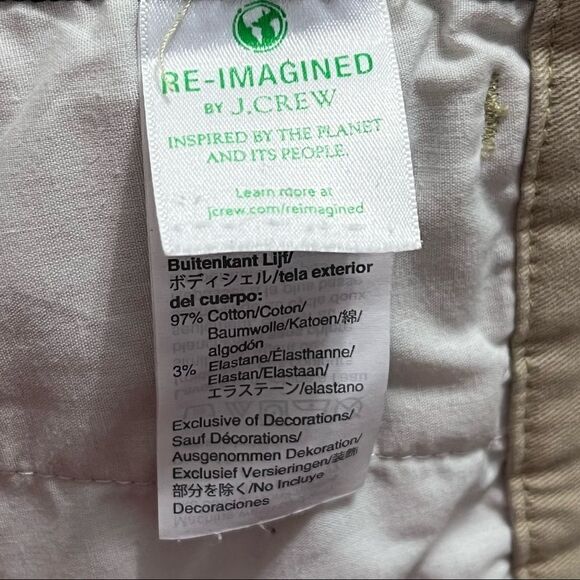 RE-IMAGINED
BY J.CREW
INSPIRED BY THE PLANET
AND ITS PEOPLE.
Learn more at
jcrew.com/reimagined
Buitenkant Lijf/
ボディシェル/tela exterior
del cuerpo:
97% Cotton/Coton/
Baumwolle/Katoen/綿/
algodón
3% Elastane/Élasthanne/
Elastan/Elastaan/
エラステーン/elastano
Exclusive of Decorations/
Sauf Décorations/
Ausgenommen Dekoration/
Exclusief Versieringen/装飾
部分を除く/No Incluye
Decoraciones